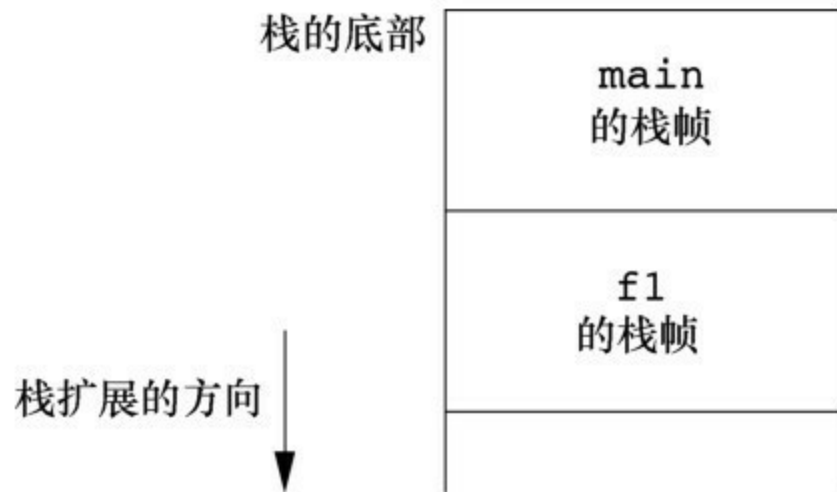 栈的底部
main
的栈帧
f1
的栈帧
栈扩展的方向